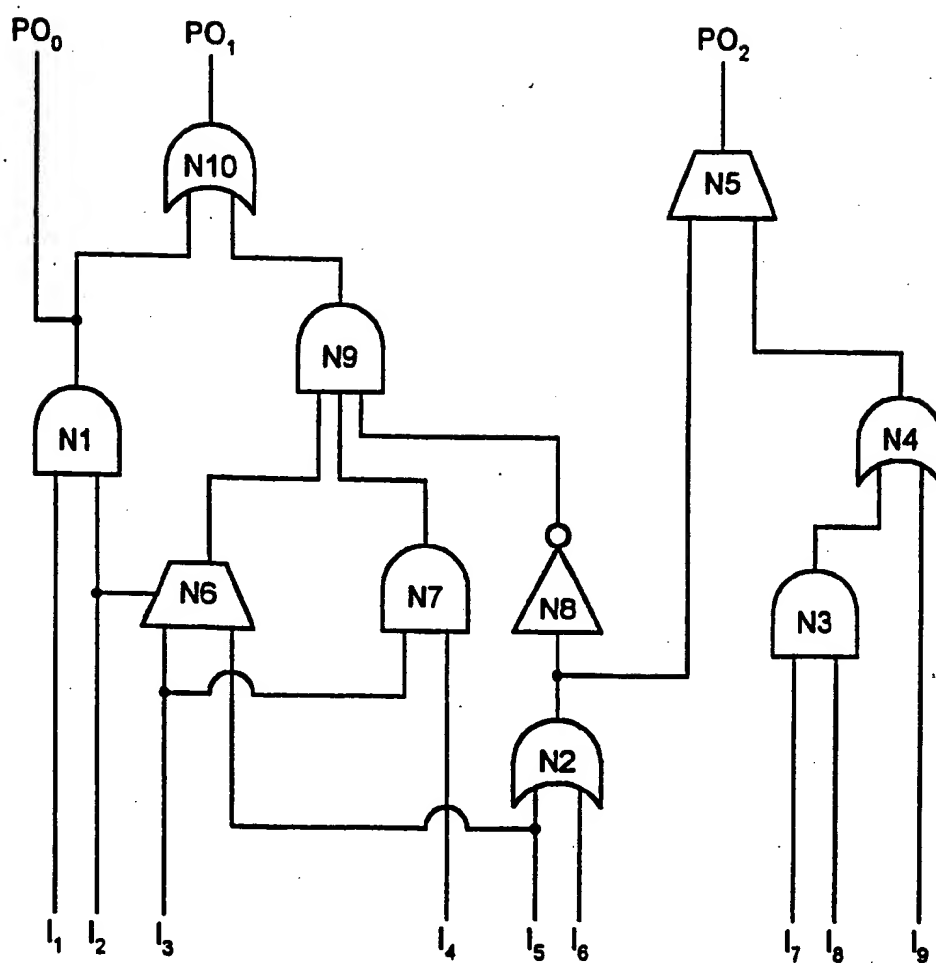 PO₀ PO₁ PO₂
N10 N5
N9
N1 N4
N6 N7 N8 N3
N2
I₁ I₂ I₃ I₄ I₅ I₆ I₇ I₈ I₉